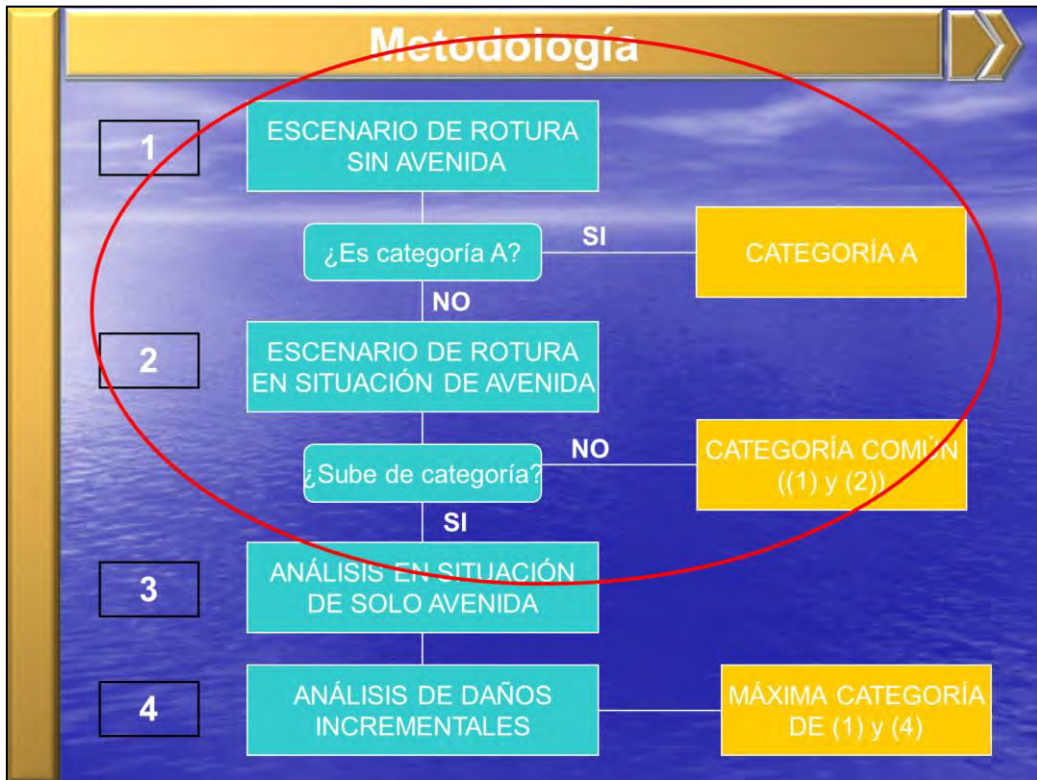 Metodología
1
ESCENARIO DE ROTURA
SIN AVENIDA
¿Es categoría A?
SI
CATEGORÍA A
NO
2
ESCENARIO DE ROTURA
EN SITUACIÓN DE AVENIDA
¿Sube de categoría?
NO
CATEGORÍA COMÚN
((1) y (2))
SI
3
ANÁLISIS EN SITUACIÓN
DE SOLO AVENIDA
4
ANÁLISIS DE DAÑOS
INCREMENTALES
MÁXIMA CATEGORÍA
DE (1) y (4)